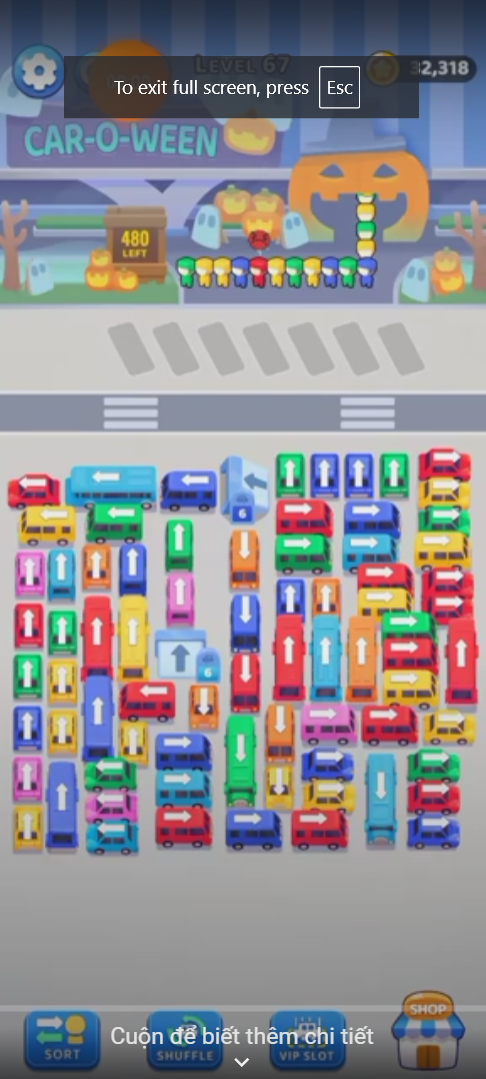 LEVEL 67
32,318
To exit full screen, press Esc
CAR-O-WEEN
480
LEFT
6
6
SHOP
Cuộn để biết thêm chi tiết
SORT
SHUFFLE
VIP SLOT